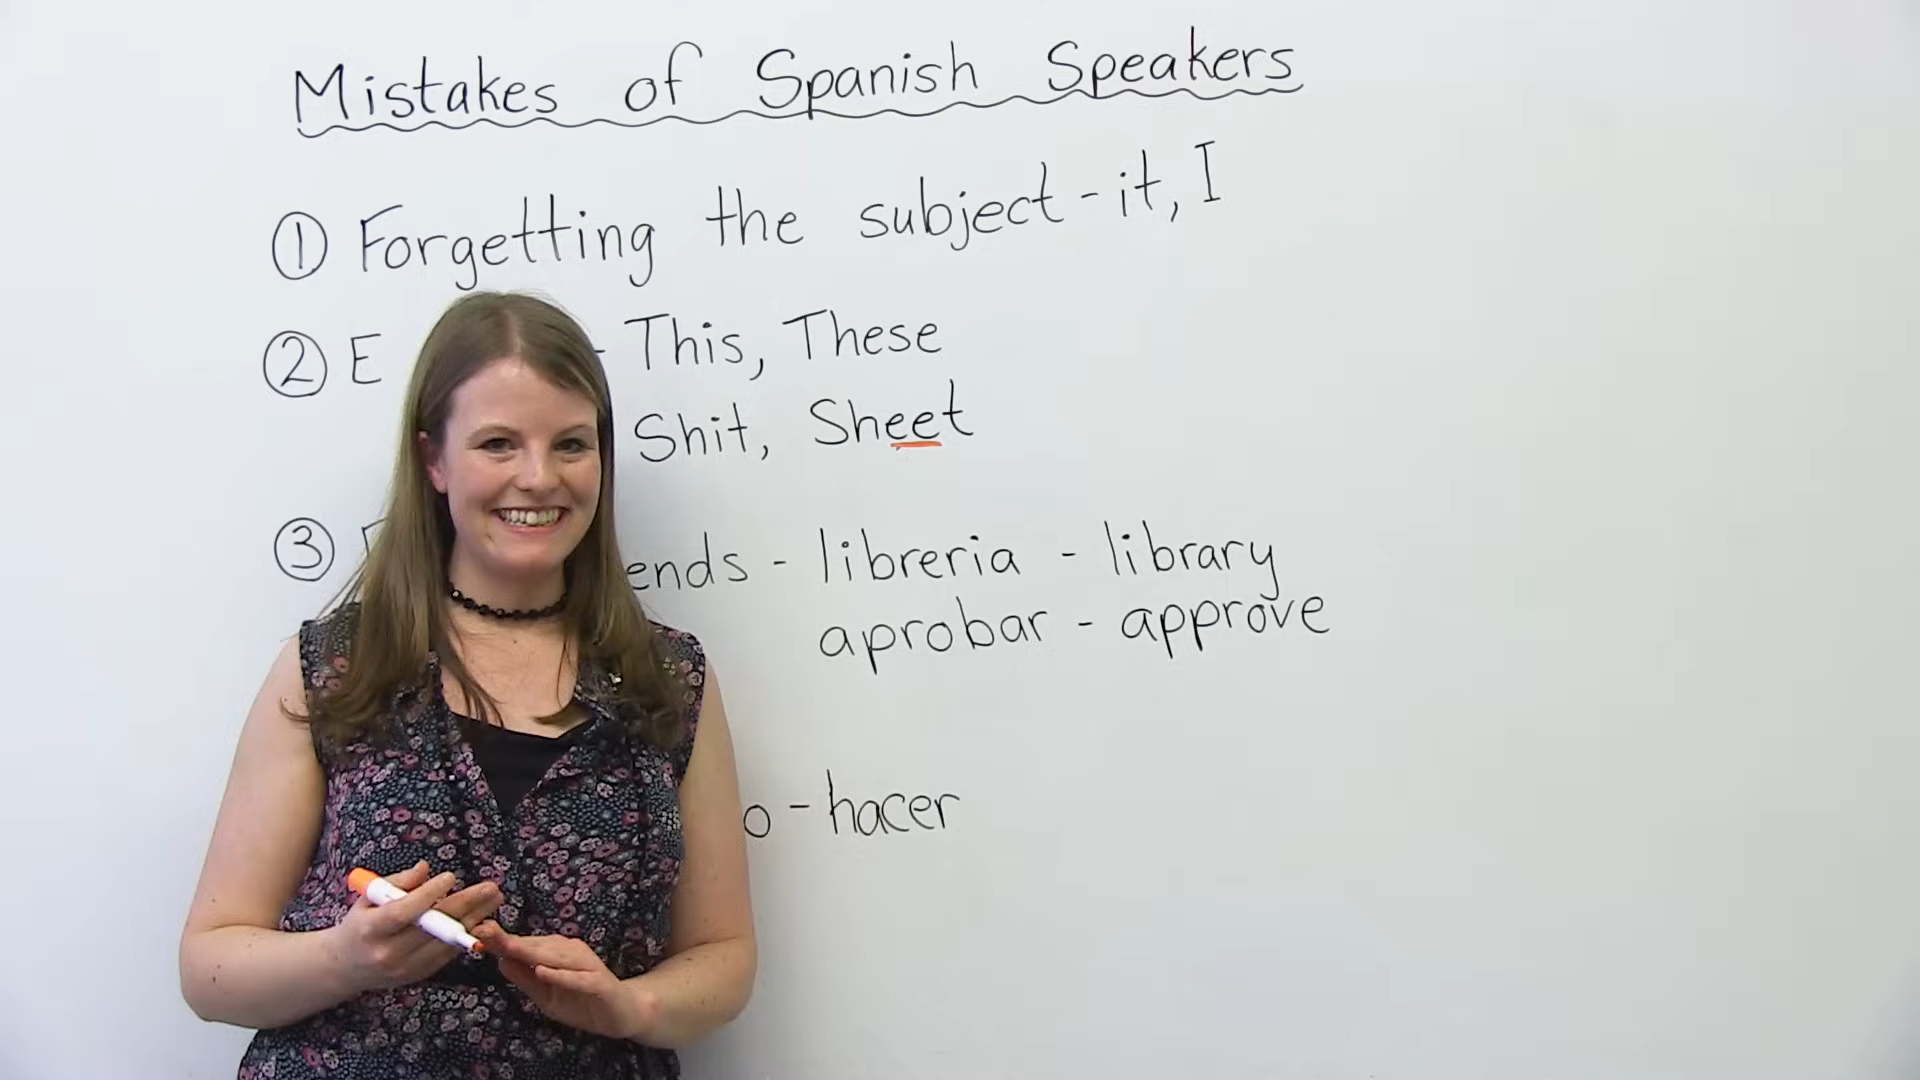 Mistakes of Spanish Speakers
① Forgetting the subject - it, I
② E - This, These
Shit, Sheet
③ ends - libreria - library
aprobar - approve
o - hacer